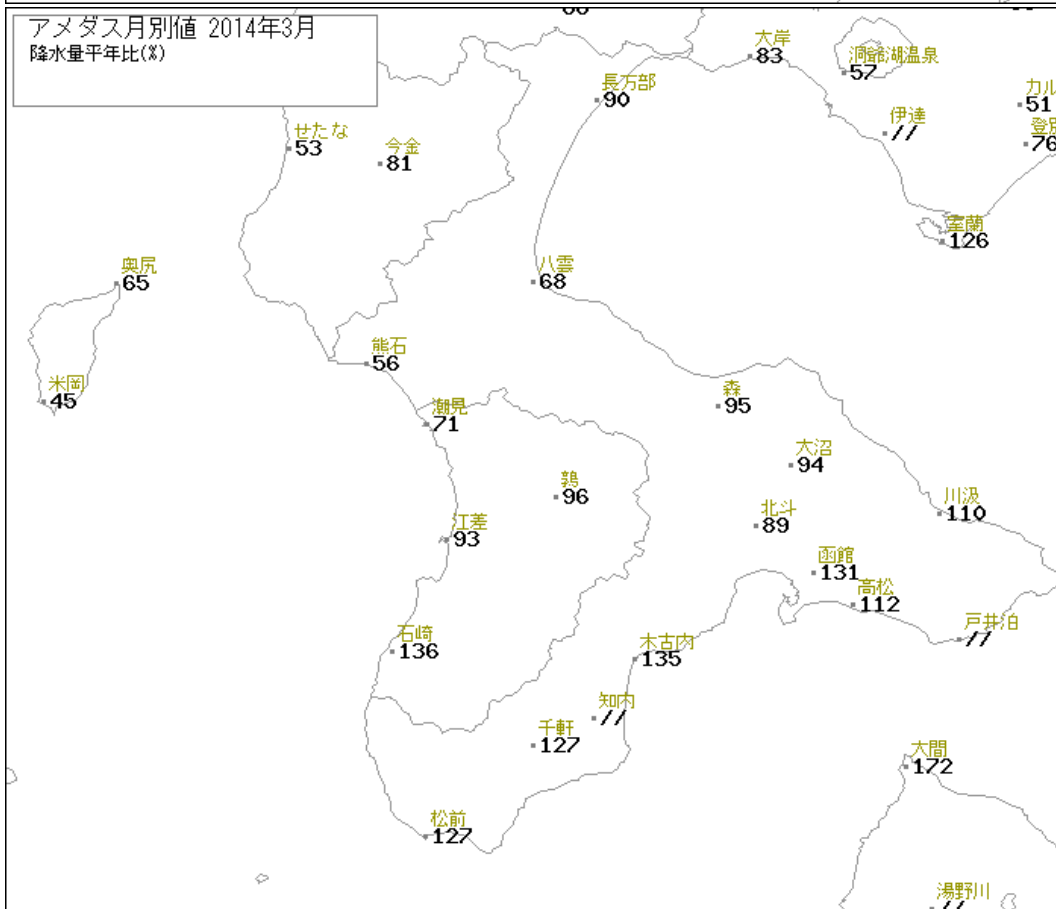 アメダス月別値 2014年3月
降水量平年比(%)
大岸
83
洞爺湖温泉
57
長万部
90
カル
51
伊達
//
登別
76
せたな
53
今金
81
室蘭
126
奥尻
65
八雲
68
熊石
56
米岡
45
潮見
71
森
95
大沼
94
鶉
96
川汲
110
北斗
89
江差
93
函館
131
高松
112
戸井泊
//
石崎
136
木古内
135
知内
//
千軒
127
大間
172
松前
127
湯野川
//